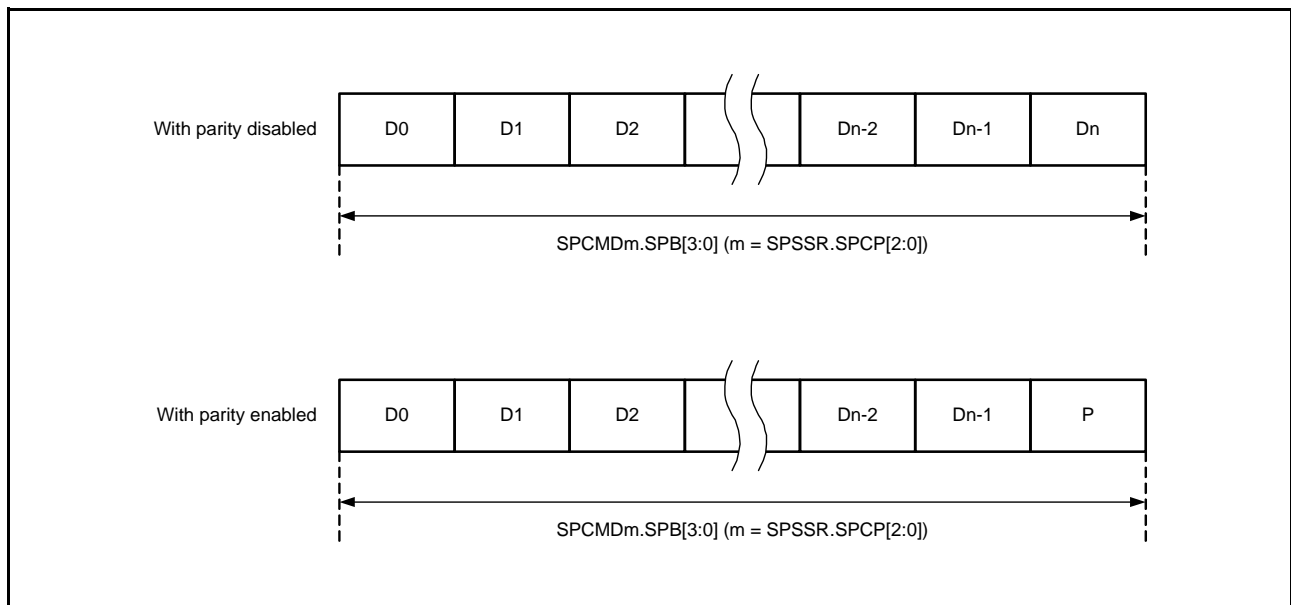 With parity disabled D0 D1 D2 Dn-2 Dn-1 Dn
SPCMDm.SPB[3:0] (m = SPSSR.SPCP[2:0])
With parity enabled D0 D1 D2 Dn-2 Dn-1 P
SPCMDm.SPB[3:0] (m = SPSSR.SPCP[2:0])